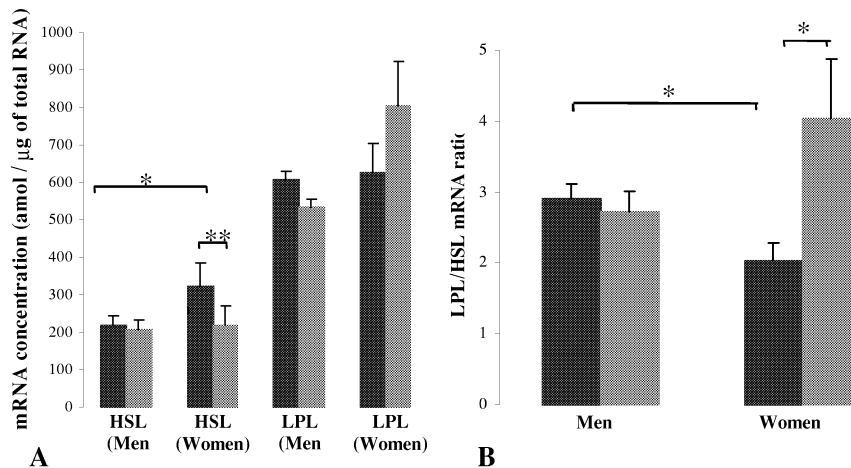 mRNA concentration (amol / µg of total RNA)
1000
900
800
700
600
500
400
300
200
100
0
*
**
HSL
(Men
HSL
(Women)
LPL
(Men
LPL
(Women)
A
LPL/HSL mRNA ratio
5
4
3
2
1
0
*
*
Men
Women
B